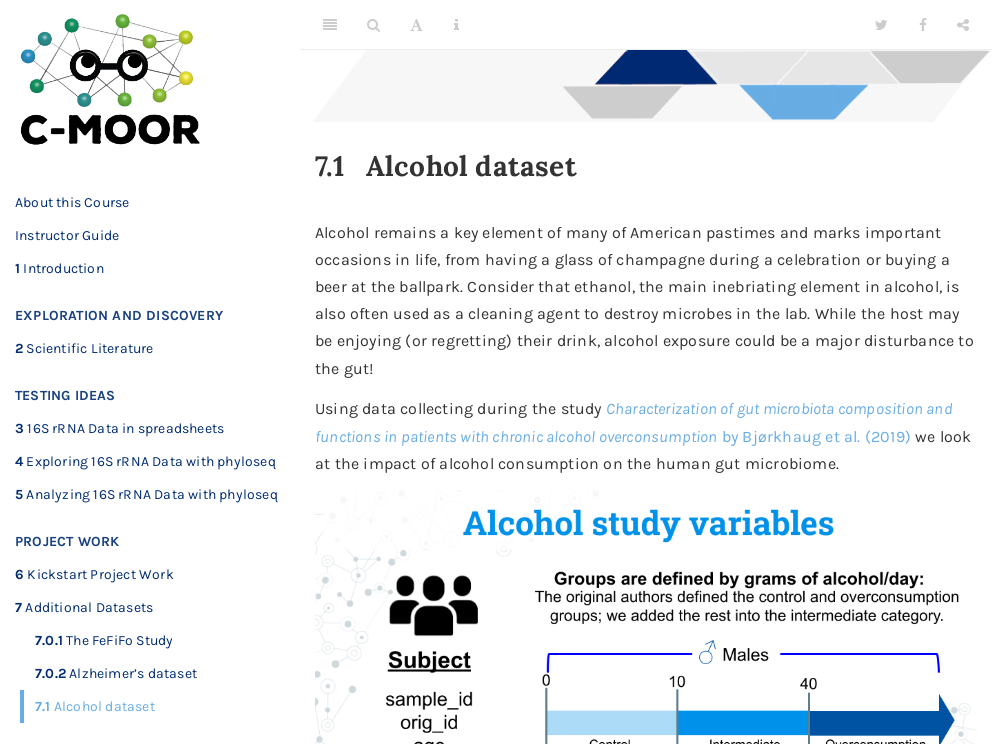 C-MOOR
About this Course
Instructor Guide
1 Introduction
EXPLORATION AND DISCOVERY
2 Scientific Literature
TESTING IDEAS
3 16S rRNA Data in spreadsheets
4 Exploring 16S rRNA Data with phyloseq
5 Analyzing 16S rRNA Data with phyloseq
PROJECT WORK
6 Kickstart Project Work
7 Additional Datasets
7.0.1 The FeFiFo Study
7.0.2 Alzheimer’s dataset
7.1 Alcohol dataset
7.1 Alcohol dataset
Alcohol remains a key element of many of American pastimes and marks important
occasions in life, from having a glass of champagne during a celebration or buying a
beer at the ballpark. Consider that ethanol, the main inebriating element in alcohol, is
also often used as a cleaning agent to destroy microbes in the lab. While the host may
be enjoying (or regretting) their drink, alcohol exposure could be a major disturbance to
the gut!
Using data collecting during the study Characterization of gut microbiota composition and
functions in patients with chronic alcohol overconsumption by Bjørkhaug et al. (2019) we look
at the impact of alcohol consumption on the human gut microbiome.
Alcohol study variables
Subject
sample_id
orig_id
age
Groups are defined by grams of alcohol/day:
The original authors defined the control and overconsumption
groups; we added the rest into the intermediate category.
Males
0 10 40
Control Intermediate Overconsumption